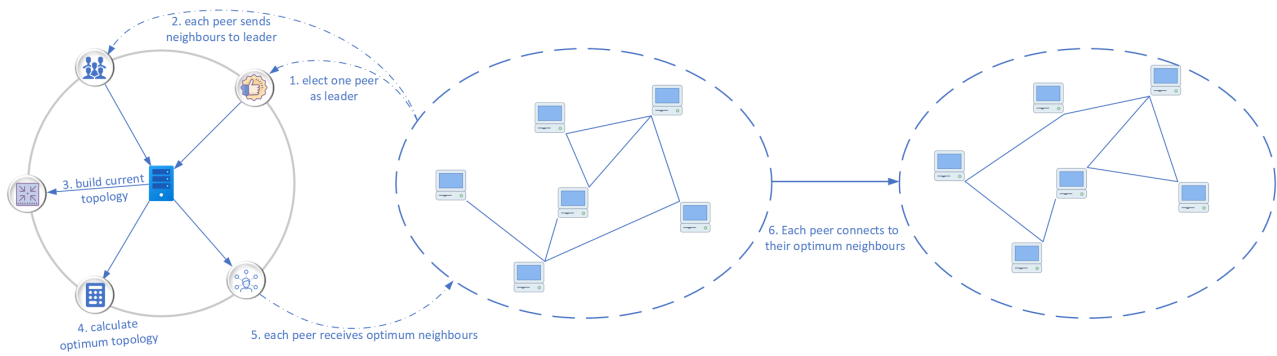 2. each peer sends
neighbours to leader
1. elect one peer
as leader
3. build current
topology
4. calculate
optimum topology
5. each peer receives optimum neighbours
6. Each peer connects to
their optimum neighbours